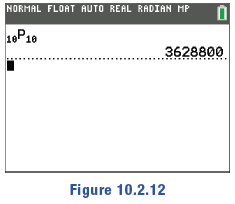 NORMAL FLOAT AUTO REAL RADIAN MP
₁₀P₁₀
3628800
Figure 10.2.12